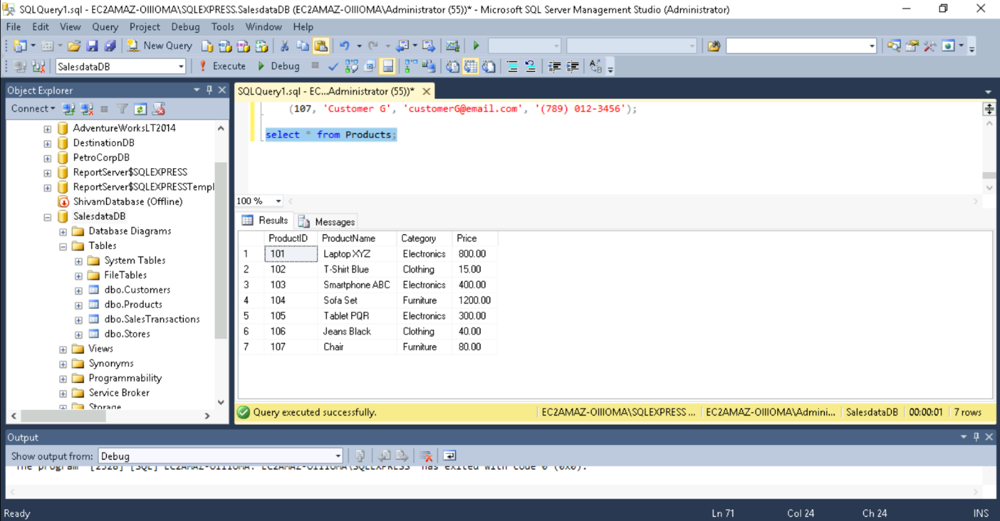 SQLQuery1.sql - EC2AMAZ-OIIIOMA\SQLEXPRESS.SalesdataDB (EC2AMAZ-OIIIOMA\Administrator (55))* - Microsoft SQL Server Management Studio (Administrator)
File Edit View Query Project Debug Tools Window Help
New Query
SalesdataDB Execute Debug
Object Explorer
Connect
AdventureWorksLT2014
DestinationDB
PetroCorpDB
ReportServer$SQLEXPRESS
ReportServer$SQLEXPRESSTempl
ShivamDatabase (Offline)
SalesdataDB
Database Diagrams
Tables
System Tables
FileTables
dbo.Customers
dbo.Products
dbo.SalesTransactions
dbo.Stores
Views
Synonyms
Programmability
Service Broker
Storage
SQLQuery1.sql - EC...Administrator (55))*
(107, 'Customer G', 'customerG@email.com', '(789) 012-3456');
select * from Products;
100 %
Results Messages
ProductID ProductName Category Price
1 101 Laptop XYZ Electronics 800.00
2 102 T-Shirt Blue Clothing 15.00
3 103 Smartphone ABC Electronics 400.00
4 104 Sofa Set Furniture 1200.00
5 105 Tablet PQR Electronics 300.00
6 106 Jeans Black Clothing 40.00
7 107 Chair Furniture 80.00
Query executed successfully. EC2AMAZ-OIIIOMA\SQLEXPRESS ... EC2AMAZ-OIIIOMA\Admini... SalesdataDB 00:00:01 7 rows
Output
Show output from: Debug
The program '[2528] [SQL] EC2AMAZ-OIIIOMA: EC2AMAZ-OIIIOMA\SQLEXPRESS' has exited with code 0 (0x0).
Ready Ln 71 Col 24 Ch 24 INS